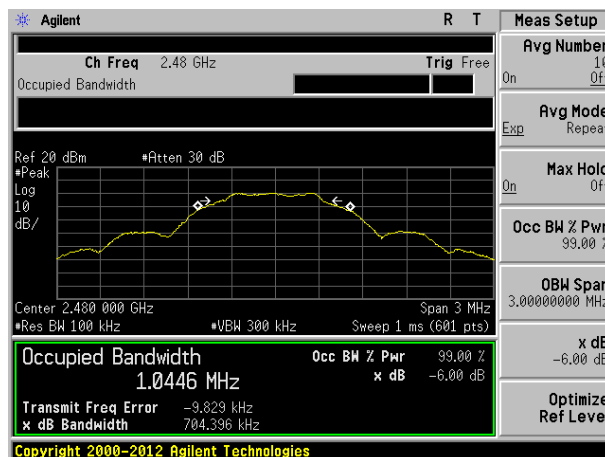 Agilent R T Meas Setup
Ch Freq 2.48 GHz Trig Free
Occupied Bandwidth
Avg Number
10
On Off
Avg Mode
Exp Repeat
Max Hold
On Off
Occ BW % Pwr
99.00 %
OBW Span
3.00000000 MHz
x dB
-6.00 dB
Optimize
Ref Level
Ref 20 dBm #Atten 30 dB
#Peak
Log
10
dB/
Center 2.480 000 GHz Span 3 MHz
#Res BW 100 kHz #VBW 300 kHz Sweep 1 ms (601 pts)
Occupied Bandwidth Occ BW % Pwr 99.00 %
1.0446 MHz x dB -6.00 dB
Transmit Freq Error -9.829 kHz
x dB Bandwidth 704.396 kHz
Copyright 2000-2012 Agilent Technologies